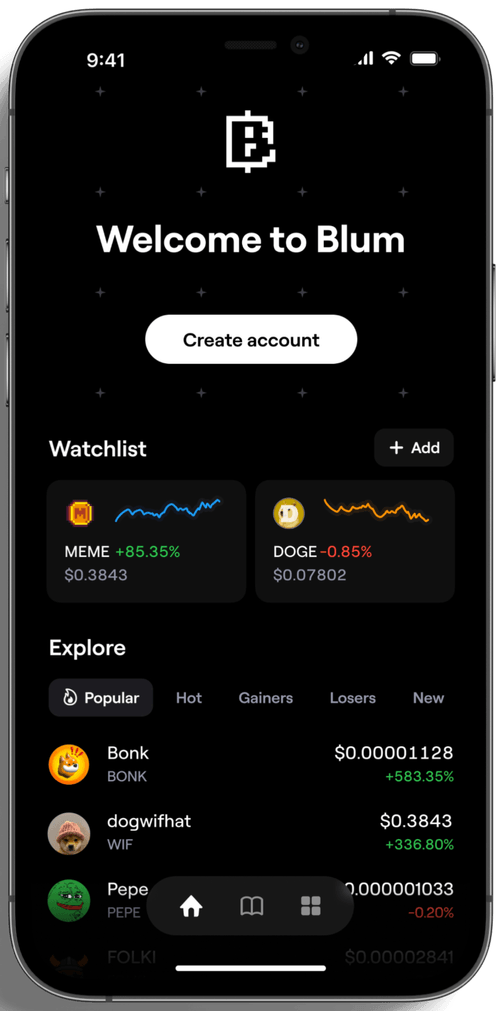 9:41
Welcome to Blum
Create account
Watchlist
+ Add
MEME +85.35%
$0.3843
DOGE -0.85%
$0.07802
Explore
Popular Hot Gainers Losers New
Bonk $0.00001128
BONK +583.35%
dogwifhat $0.3843
WIF +336.80%
Pepe 0.000001033
PEPE -0.20%
FOLKI $0.00002841